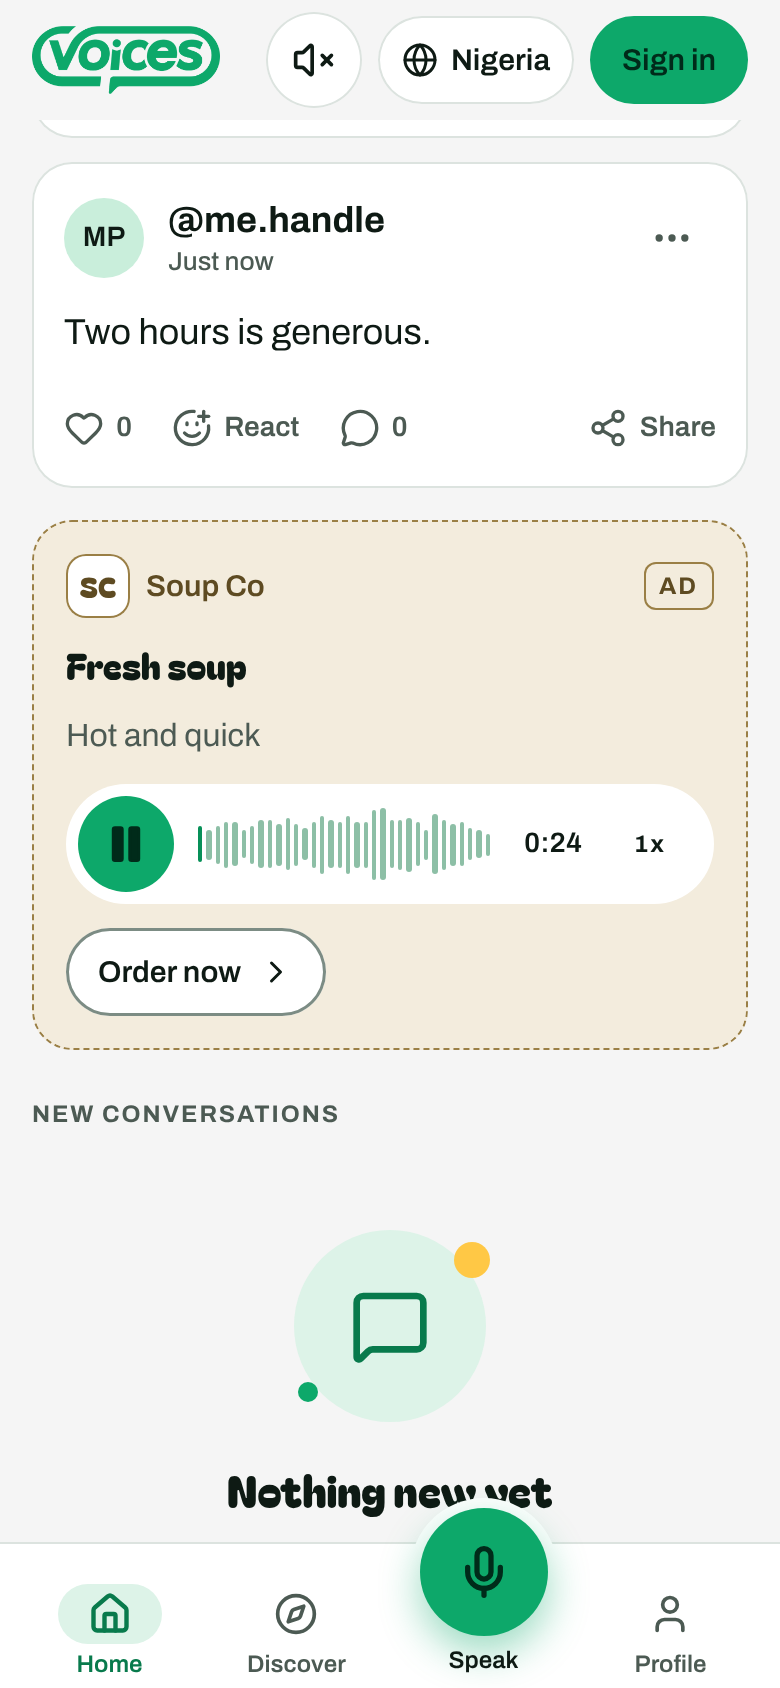 Voices
Nigeria
Sign in
MP
@me.handle
Just now
Two hours is generous.
0
React
0
Share
SC
Soup Co
AD
Fresh soup
Hot and quick
0:24
1x
Order now
NEW CONVERSATIONS
Nothing new yet
Home
Discover
Speak
Profile